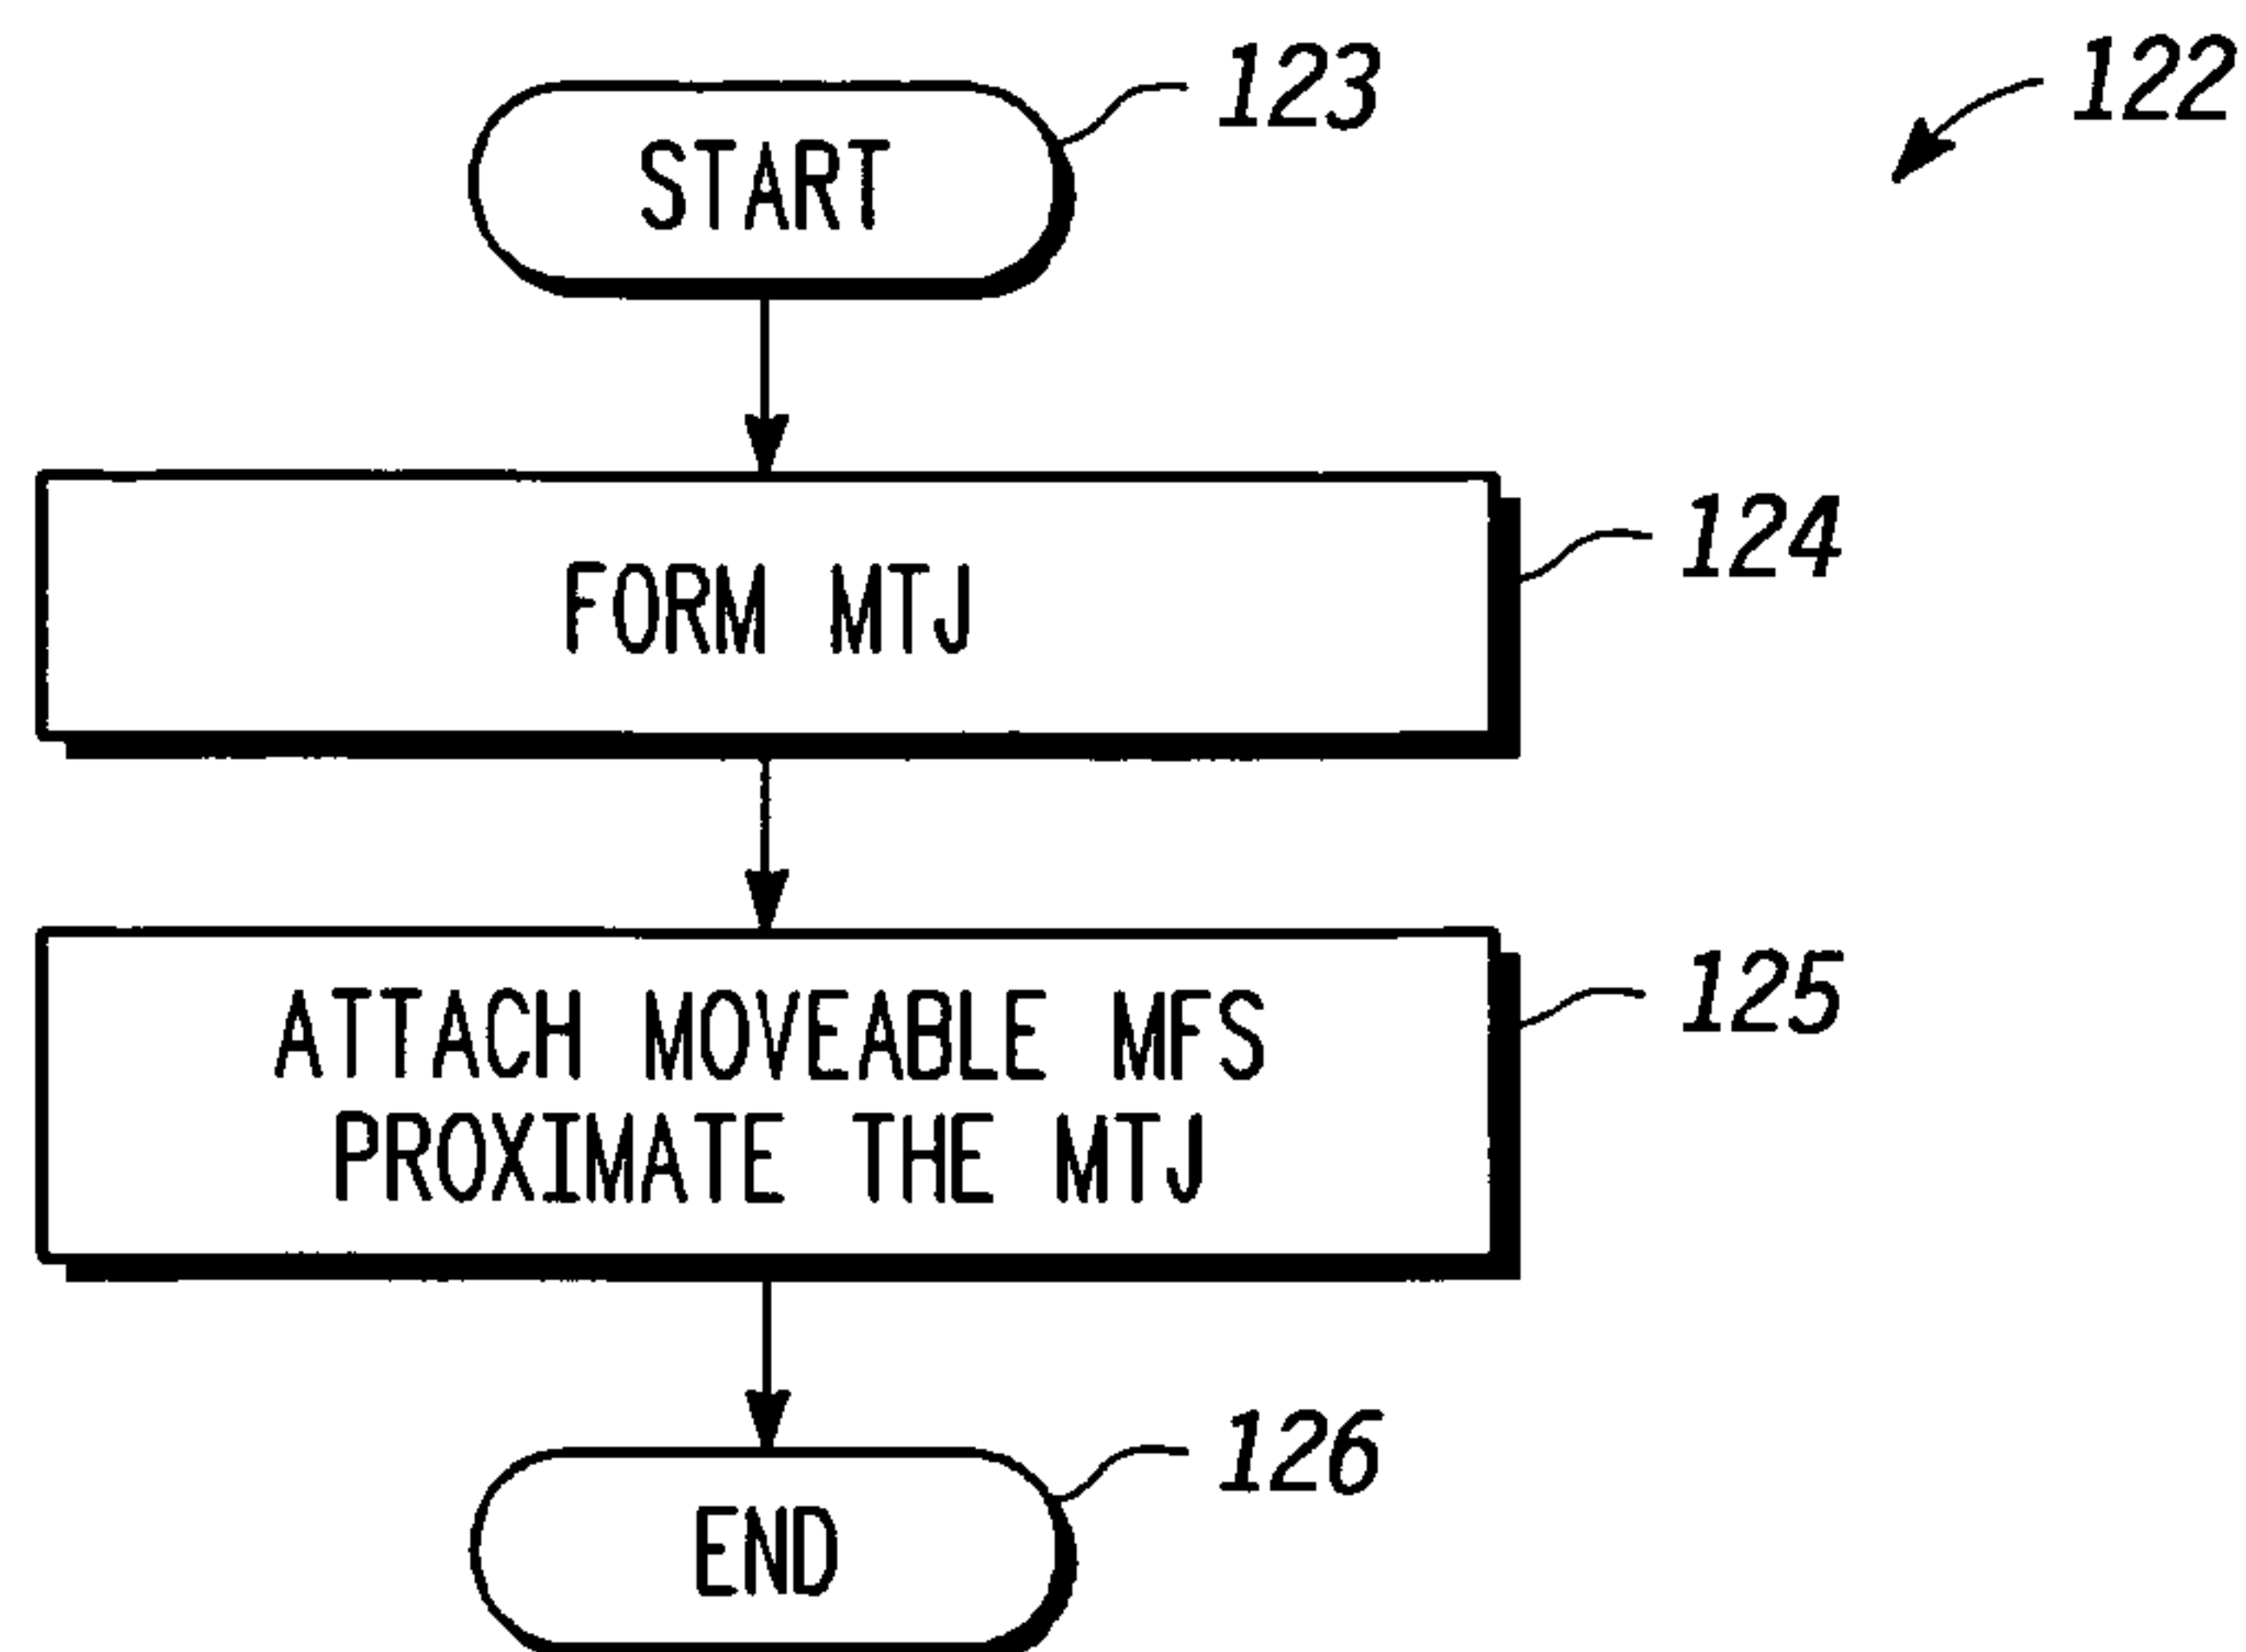 START
123
122
FORM MTJ
124
ATTACH MOVEABLE MFS
PROXIMATE THE MTJ
125
END
126